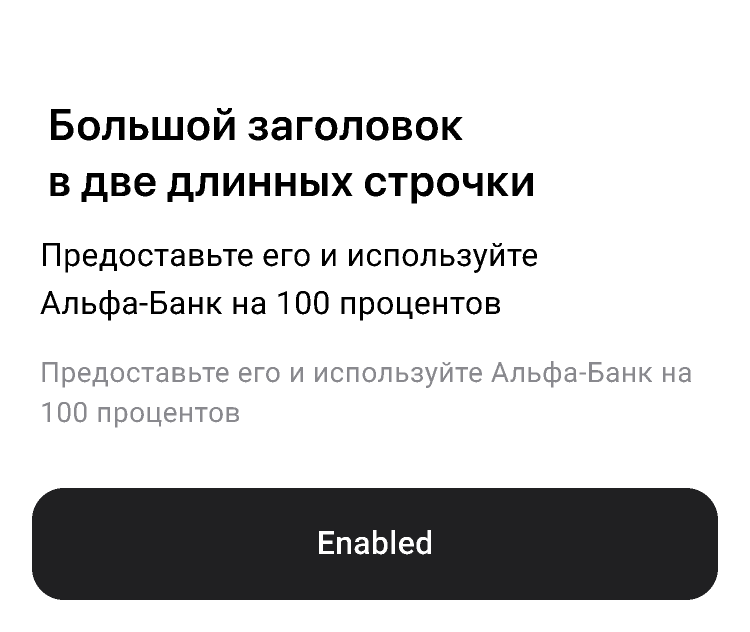 Большой заголовок
в две длинных строчки
Предоставьте его и используйте
Альфа-Банк на 100 процентов
Предоставьте его и используйте Альфа-Банк на
100 процентов
Enabled